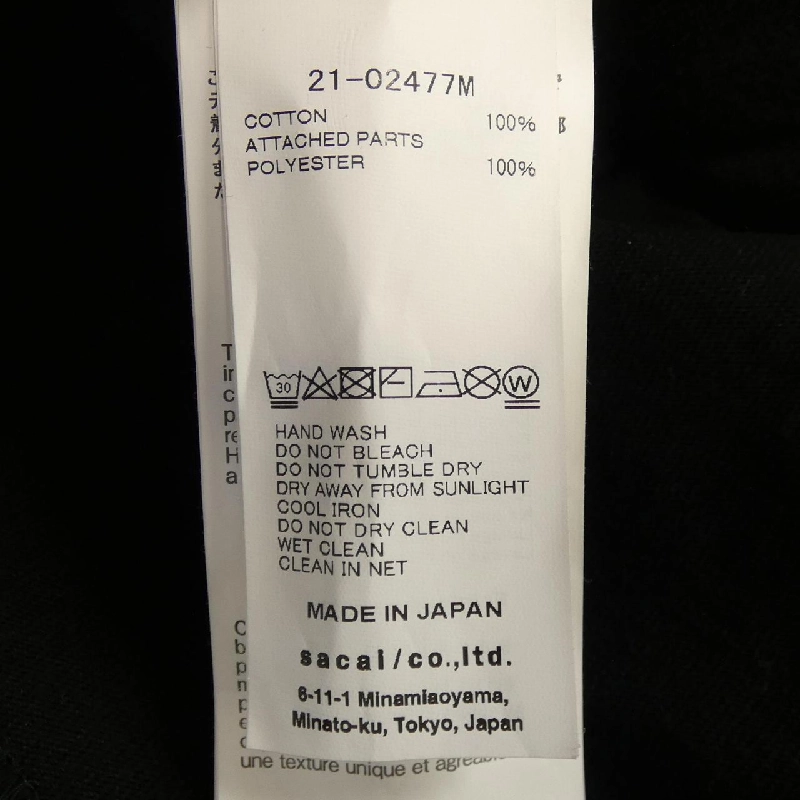 21-02477M
COTTON 100%
ATTACHED PARTS
POLYESTER 100%
30 W
HAND WASH
DO NOT BLEACH
DO NOT TUMBLE DRY
DRY AWAY FROM SUNLIGHT
COOL IRON
DO NOT DRY CLEAN
WET CLEAN
CLEAN IN NET
MADE IN JAPAN
sacai/co.,ltd.
6-11-1 Minamiaoyama,
Minato-ku, Tokyo, Japan
une texture unique et